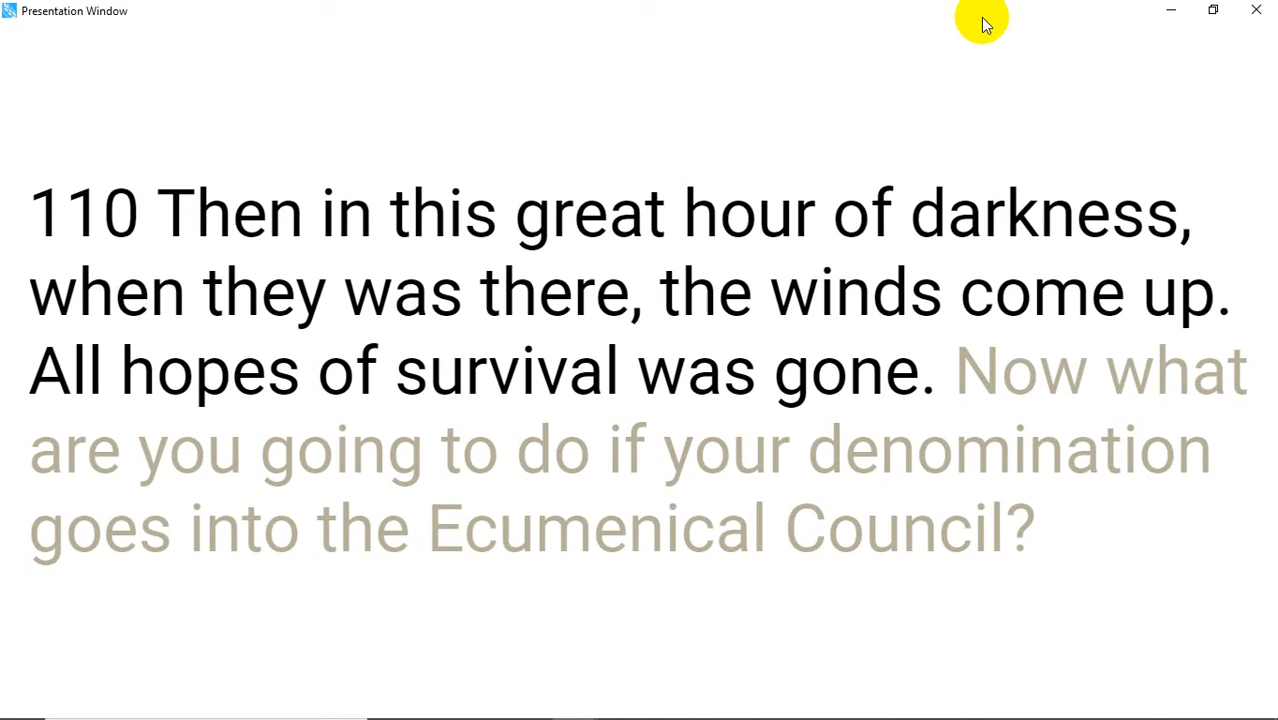 Presentation Window
110 Then in this great hour of darkness,
when they was there, the winds come up.
All hopes of survival was gone. Now what
are you going to do if your denomination
goes into the Ecumenical Council?